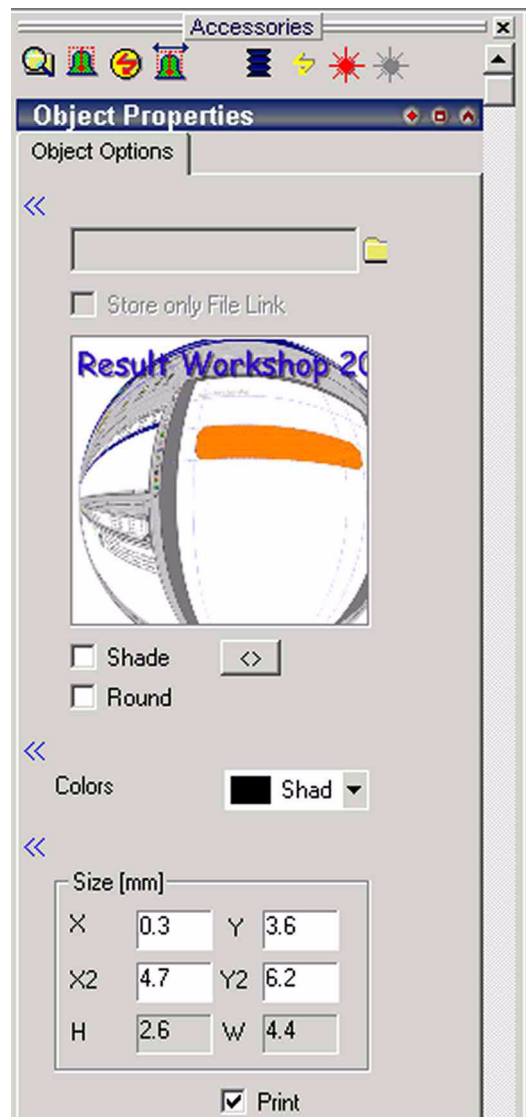 Accessories
Object Properties
Object Options
Store only File Link
Result Workshop 20
Shade <>
Round
Colors Shad
Size [mm]
X 0.3 Y 3.6
X2 4.7 Y2 6.2
H 2.6 W 4.4
Print